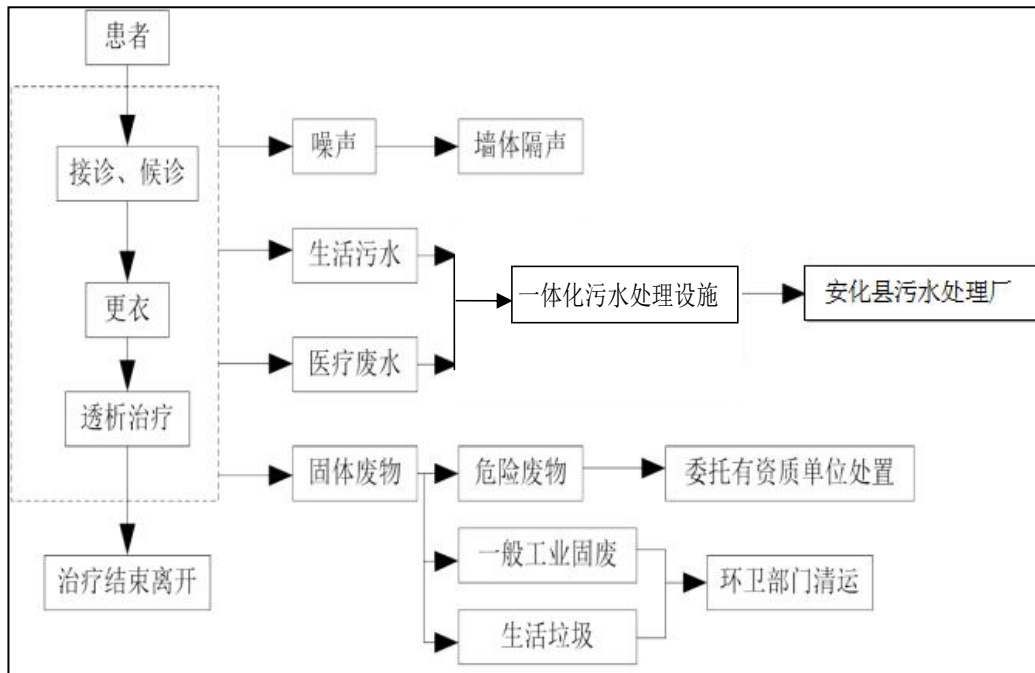 患者
噪声
墙体隔声
接诊、候诊
生活污水
一体化污水处理设施
安化县污水处理厂
更衣
医疗废水
透析治疗
固体废物
危险废物
委托有资质单位处置
一般工业固废
治疗结束离开
环卫部门清运
生活垃圾